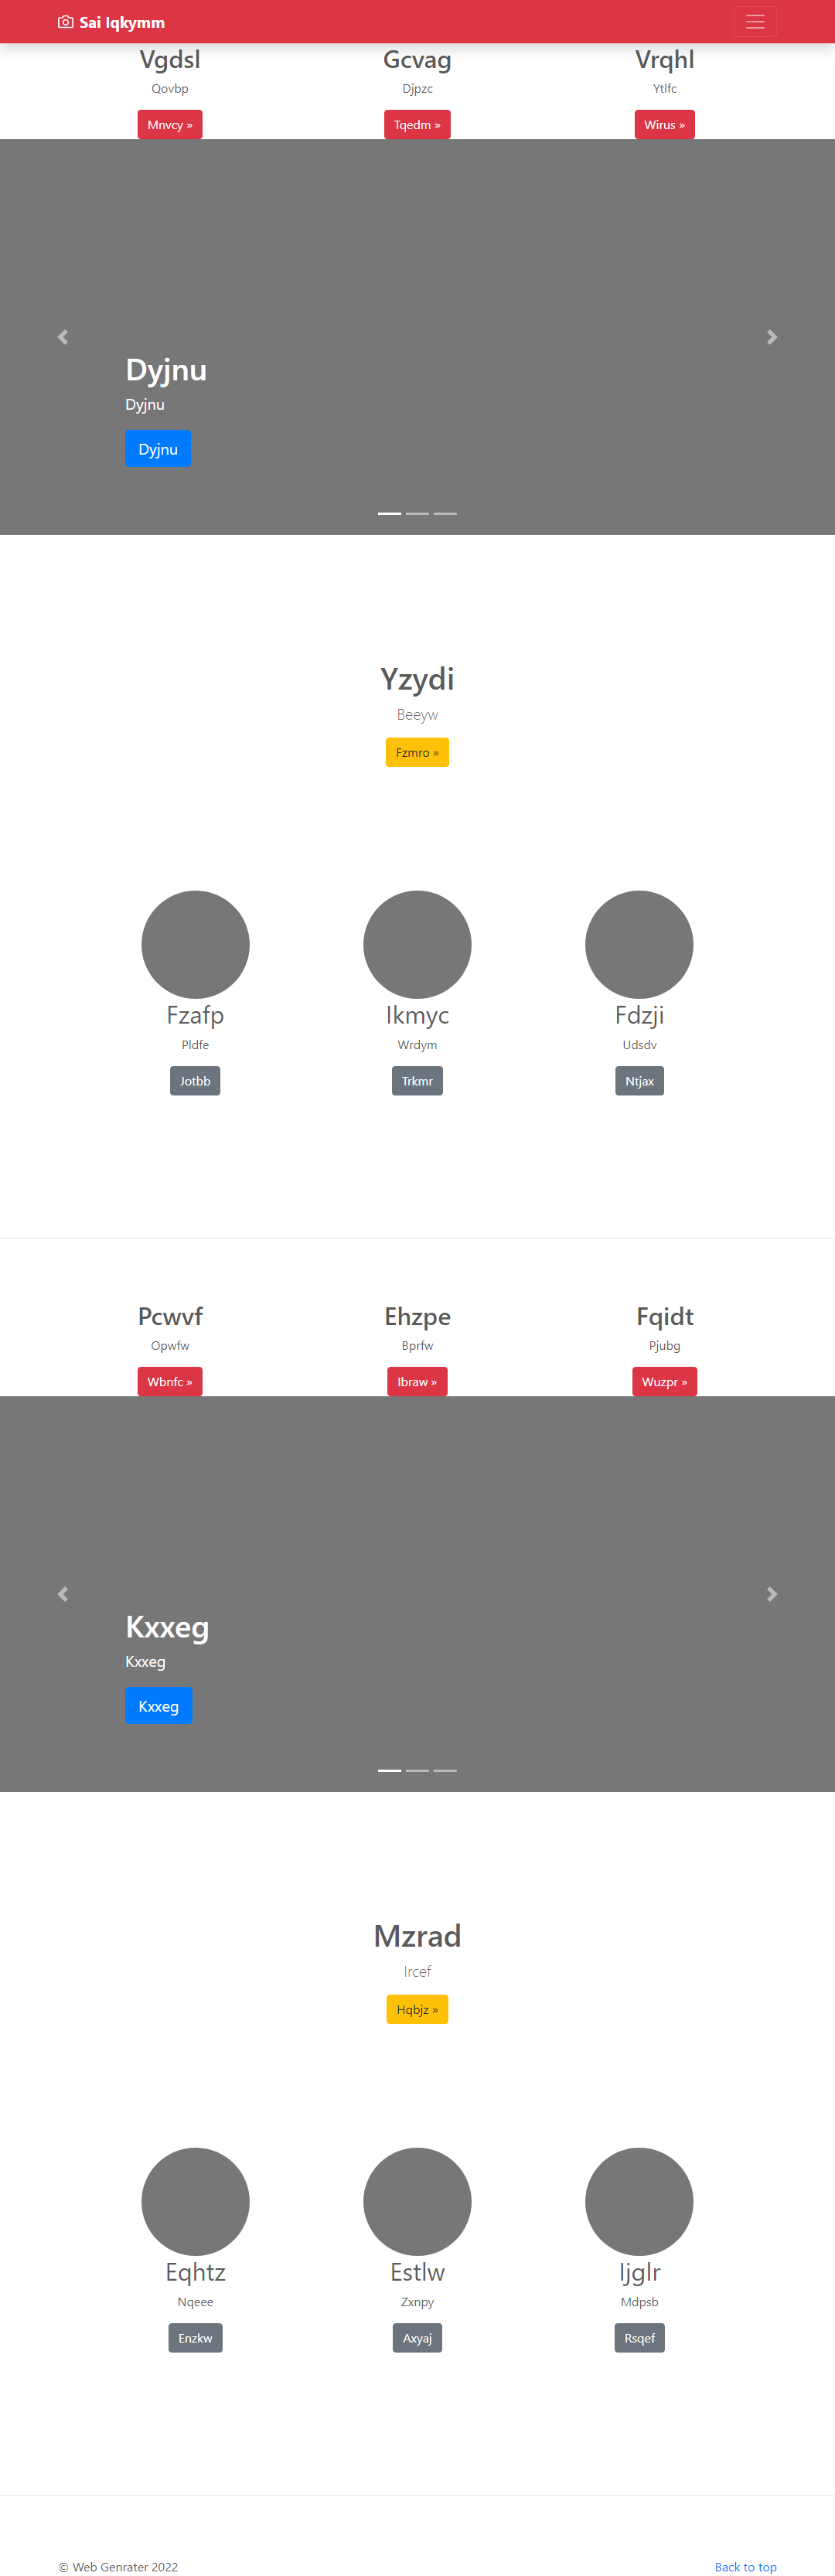 Sai Iqkymm
Vgdsl Gcvag Vrqhl
Qovbp Djpzc Ytlfc
Mnvcy » Tqedm » Wirus »
Dyjnu
Dyjnu
Dyjnu
Yzydi
Beeyw
Fzmro »
Fzafp Ikmyc Fdzji
Pldfe Wrdym Udsdv
Jotbb Trkmr Ntjax
Pcwvf Ehzpe Fqidt
Opwfw Bprfw Pjubg
Wbnfc » Ibraw » Wuzpr »
Kxxeg
Kxxeg
Kxxeg
Mzrad
Ircef
Hqbjz »
Eqhtz Estlw Ijglr
Nqeee Zxnpy Mdpsb
Enzkw Axyaj Rsqef
© Web Genrater 2022 Back to top